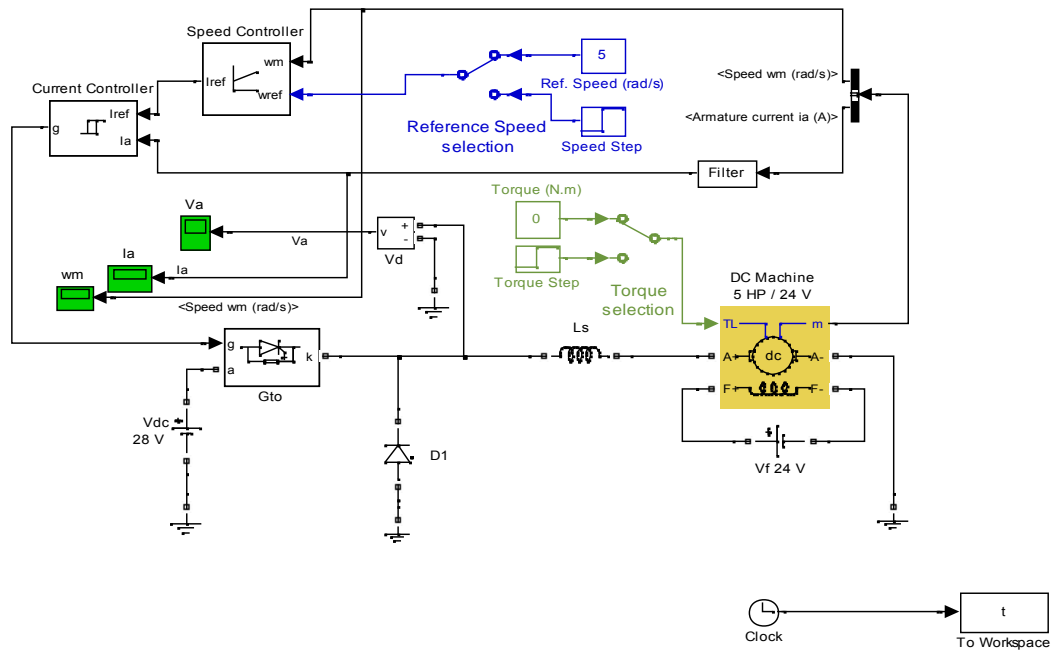 Speed Controller
wm
Iref
wref
5
Ref. Speed (rad/s)
<Speed wm (rad/s)>
Current Controller
Iref
g
Ia
<Armature current ia (A)>
Reference Speed
selection
Speed Step
Filter
Torque (N.m)
0
Va
Va
v
+
-
Vd
Ia
Ia
wm
<Speed wm (rad/s)>
Torque Step
Torque
selection
DC Machine
5 HP / 24 V
TL
m
A+
dc
A-
F+
F-
Ls
g
a
k
Gto
Vdc
28 V
+
D1
+
Vf 24 V
Clock
t
To Workspace